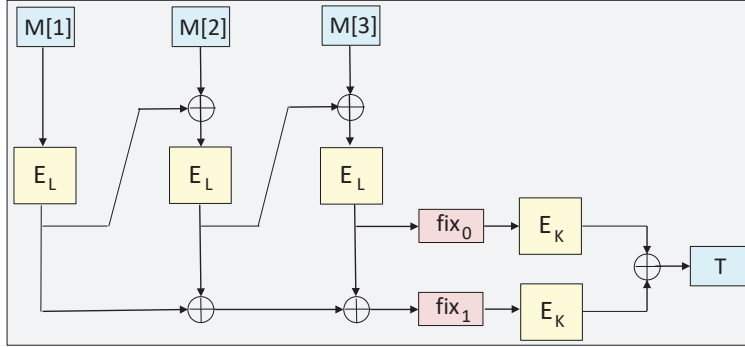 M[1] M[2] M[3]
E_L E_L E_L
fix_0 E_K
T
fix_1 E_K